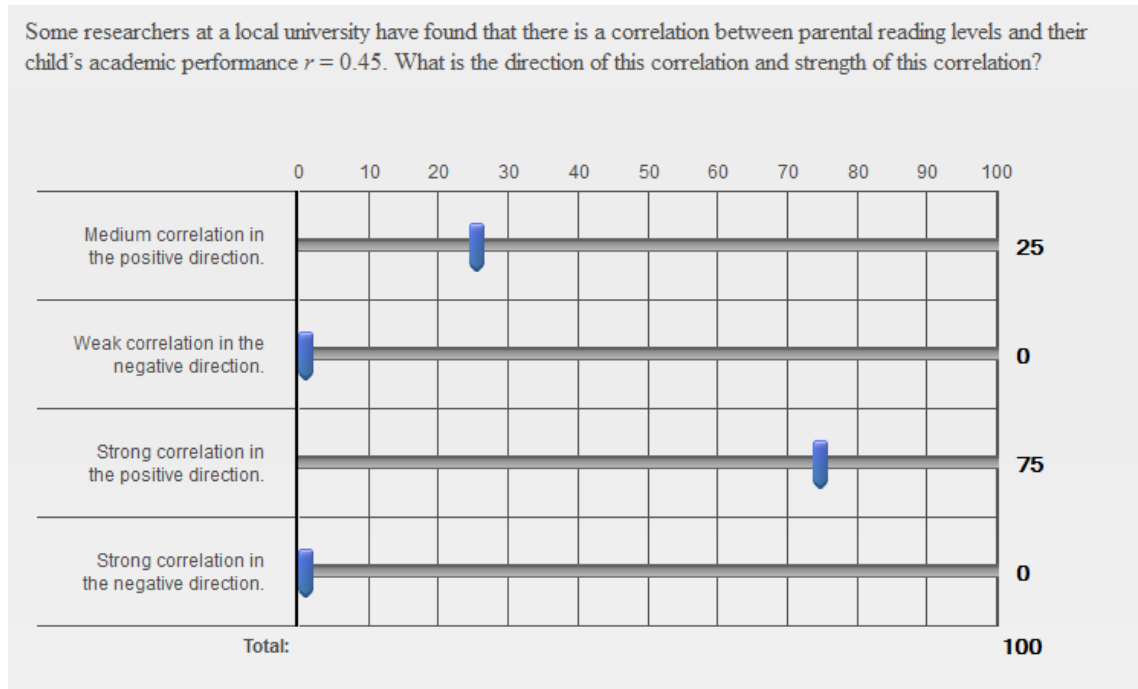 Some researchers at a local university have found that there is a correlation between parental reading levels and their
child's academic performance r = 0.45. What is the direction of this correlation and strength of this correlation?
0 10 20 30 40 50 60 70 80 90 100
Medium correlation in
the positive direction.
25
Weak correlation in the
negative direction.
0
Strong correlation in
the positive direction.
75
Strong correlation in
the negative direction.
0
Total: 100